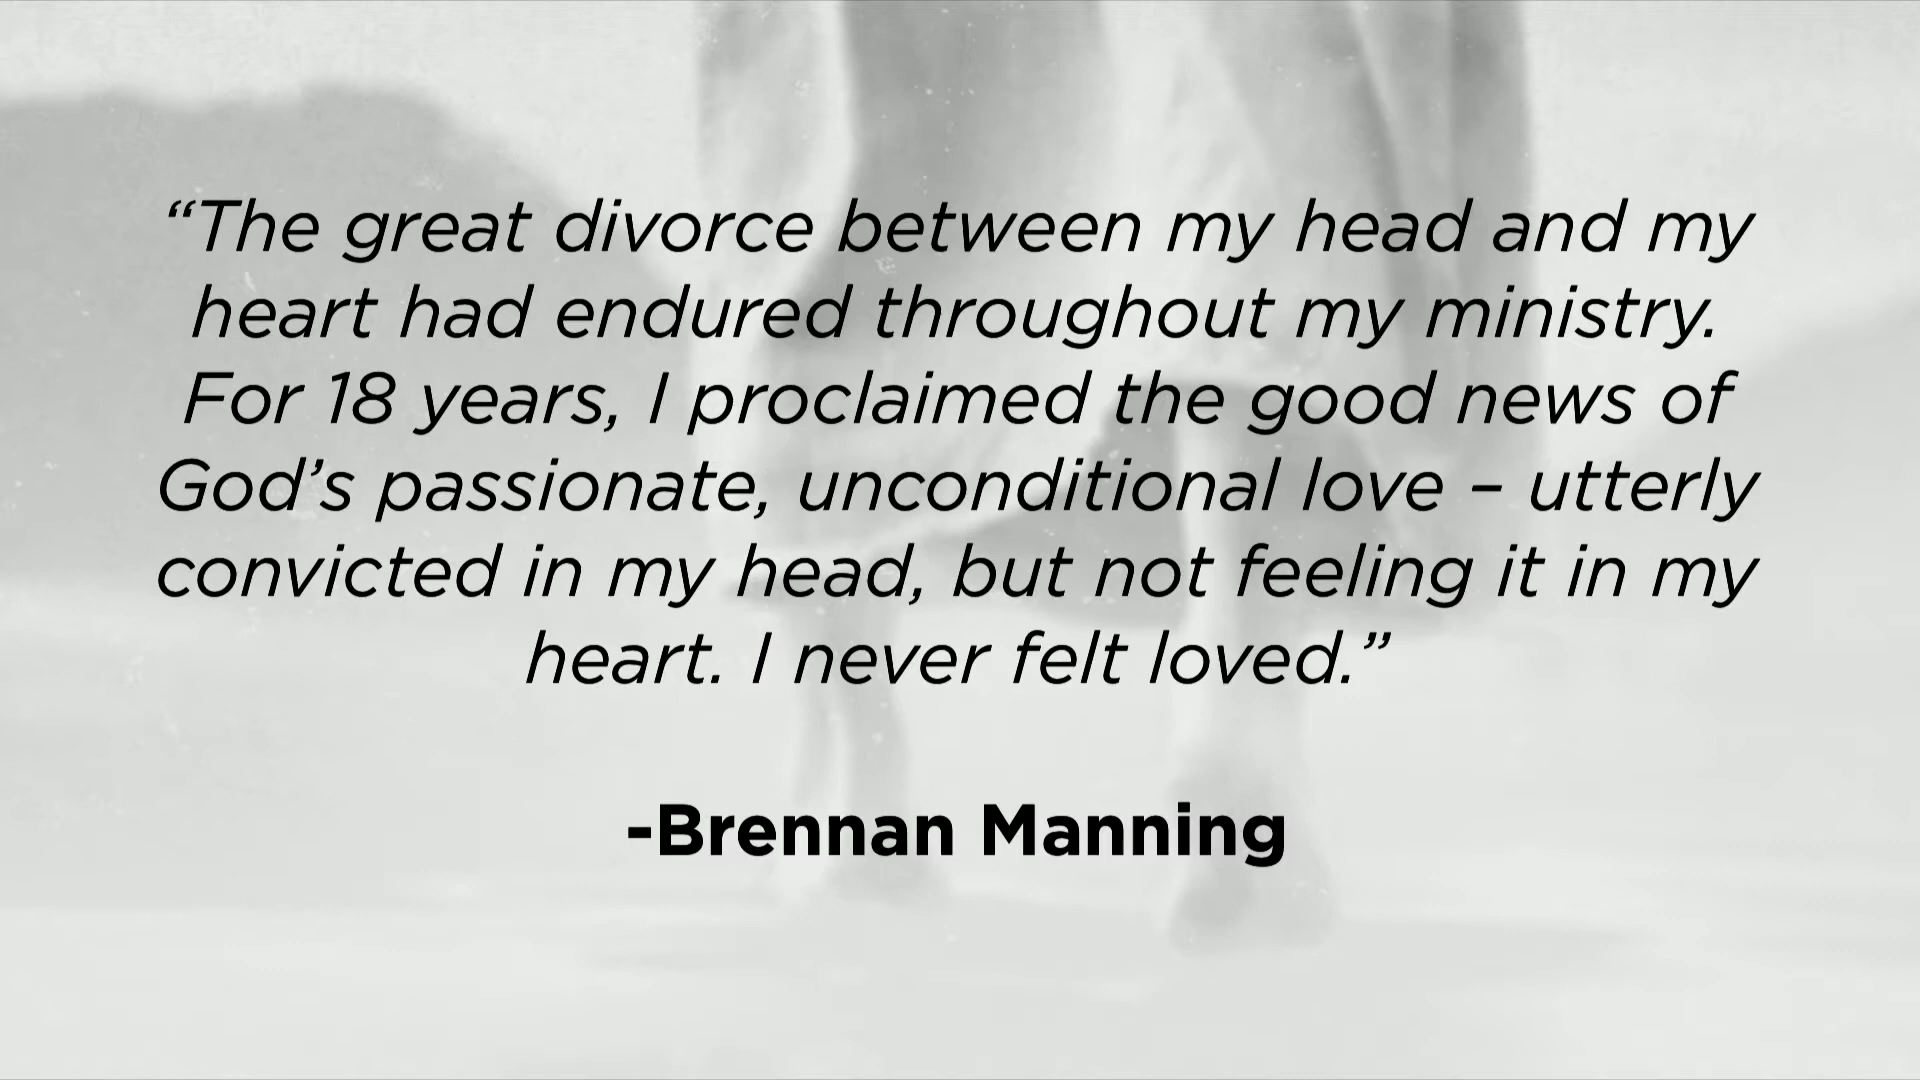 “The great divorce between my head and my
heart had endured throughout my ministry.
For 18 years, I proclaimed the good news of
God’s passionate, unconditional love – utterly
convicted in my head, but not feeling it in my
heart. I never felt loved.”
-Brennan Manning